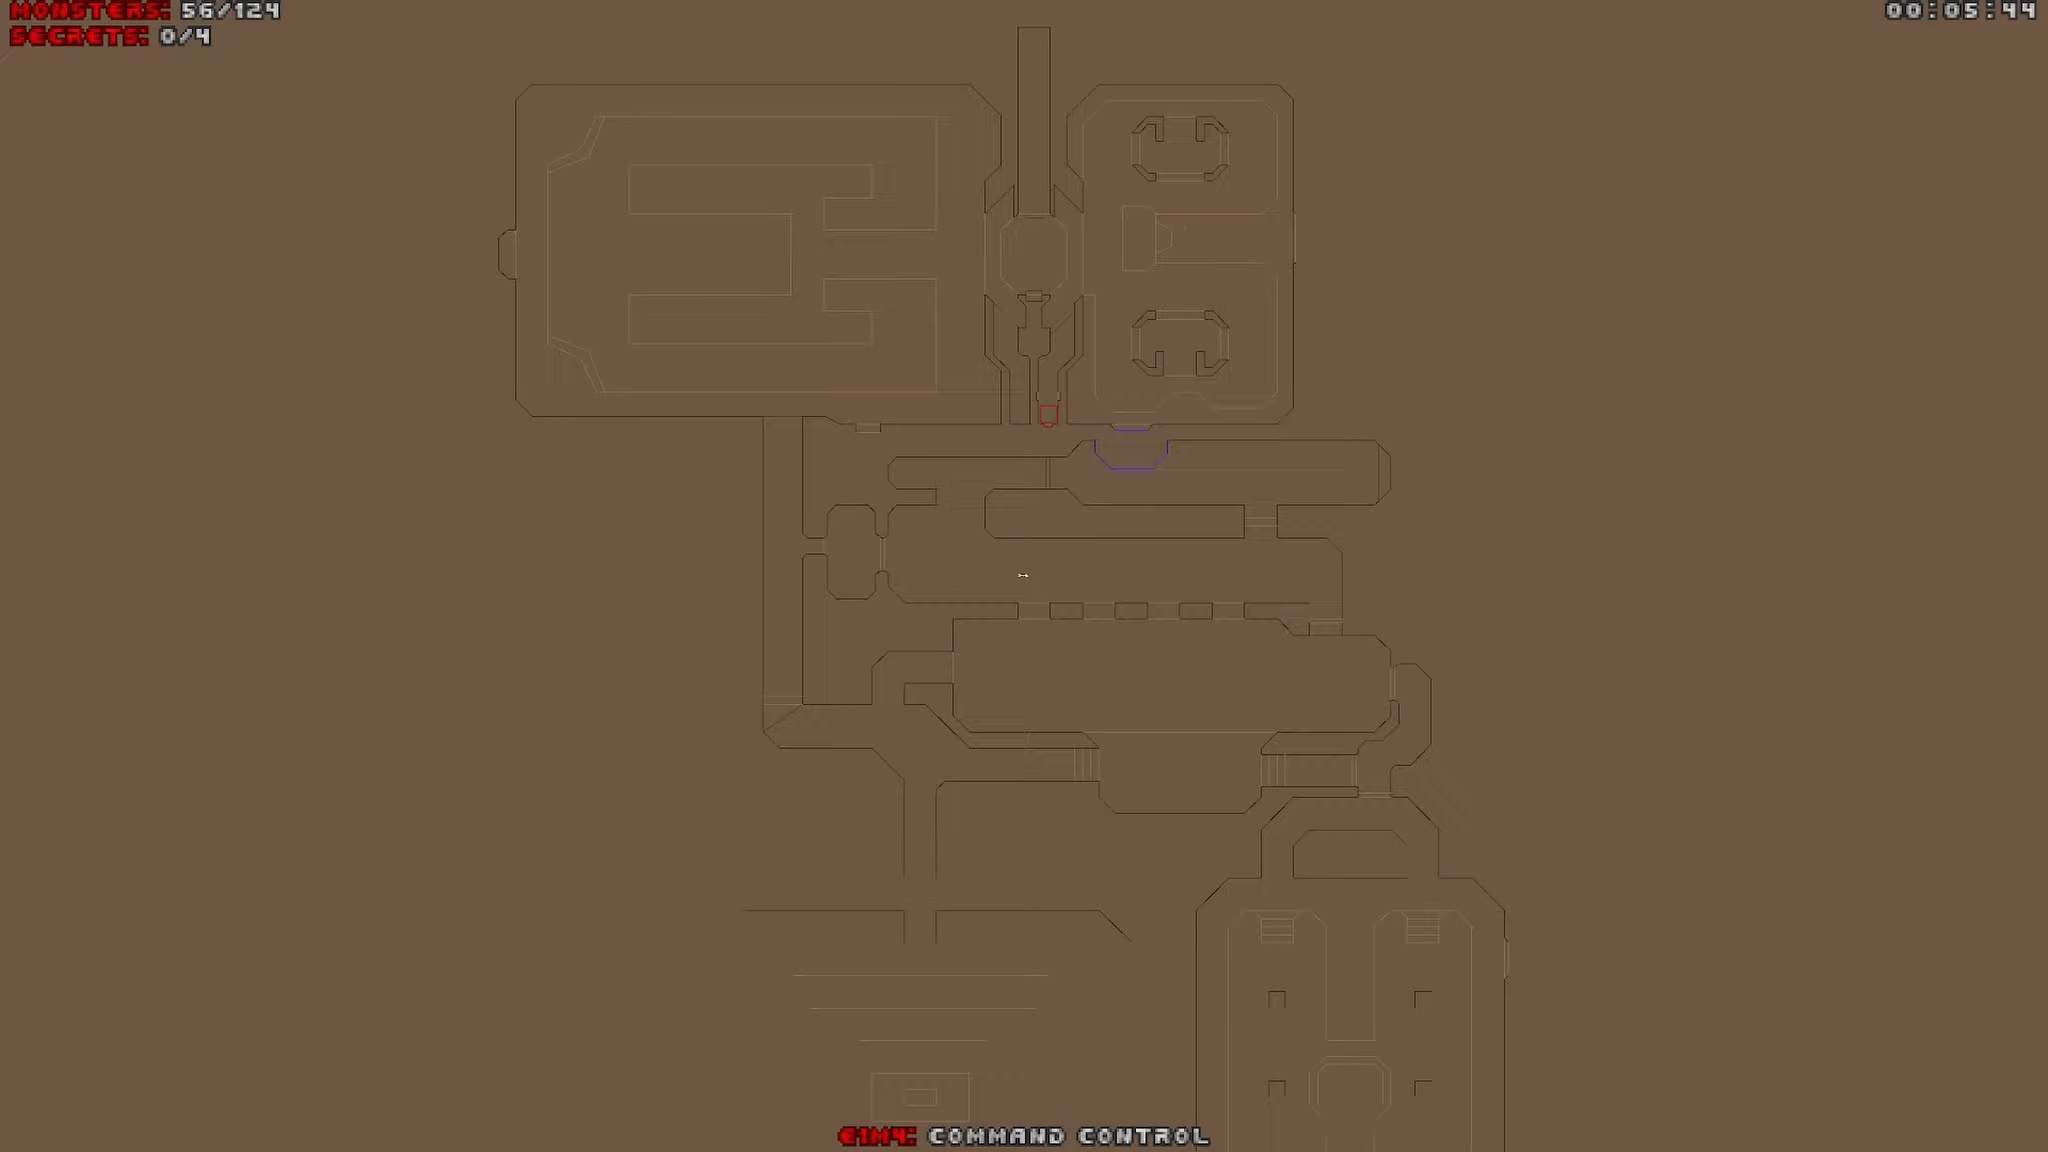 MONSTERS: 56/124
00:05:44
SECRETS: 0/4
E1M4: COMMAND CONTROL